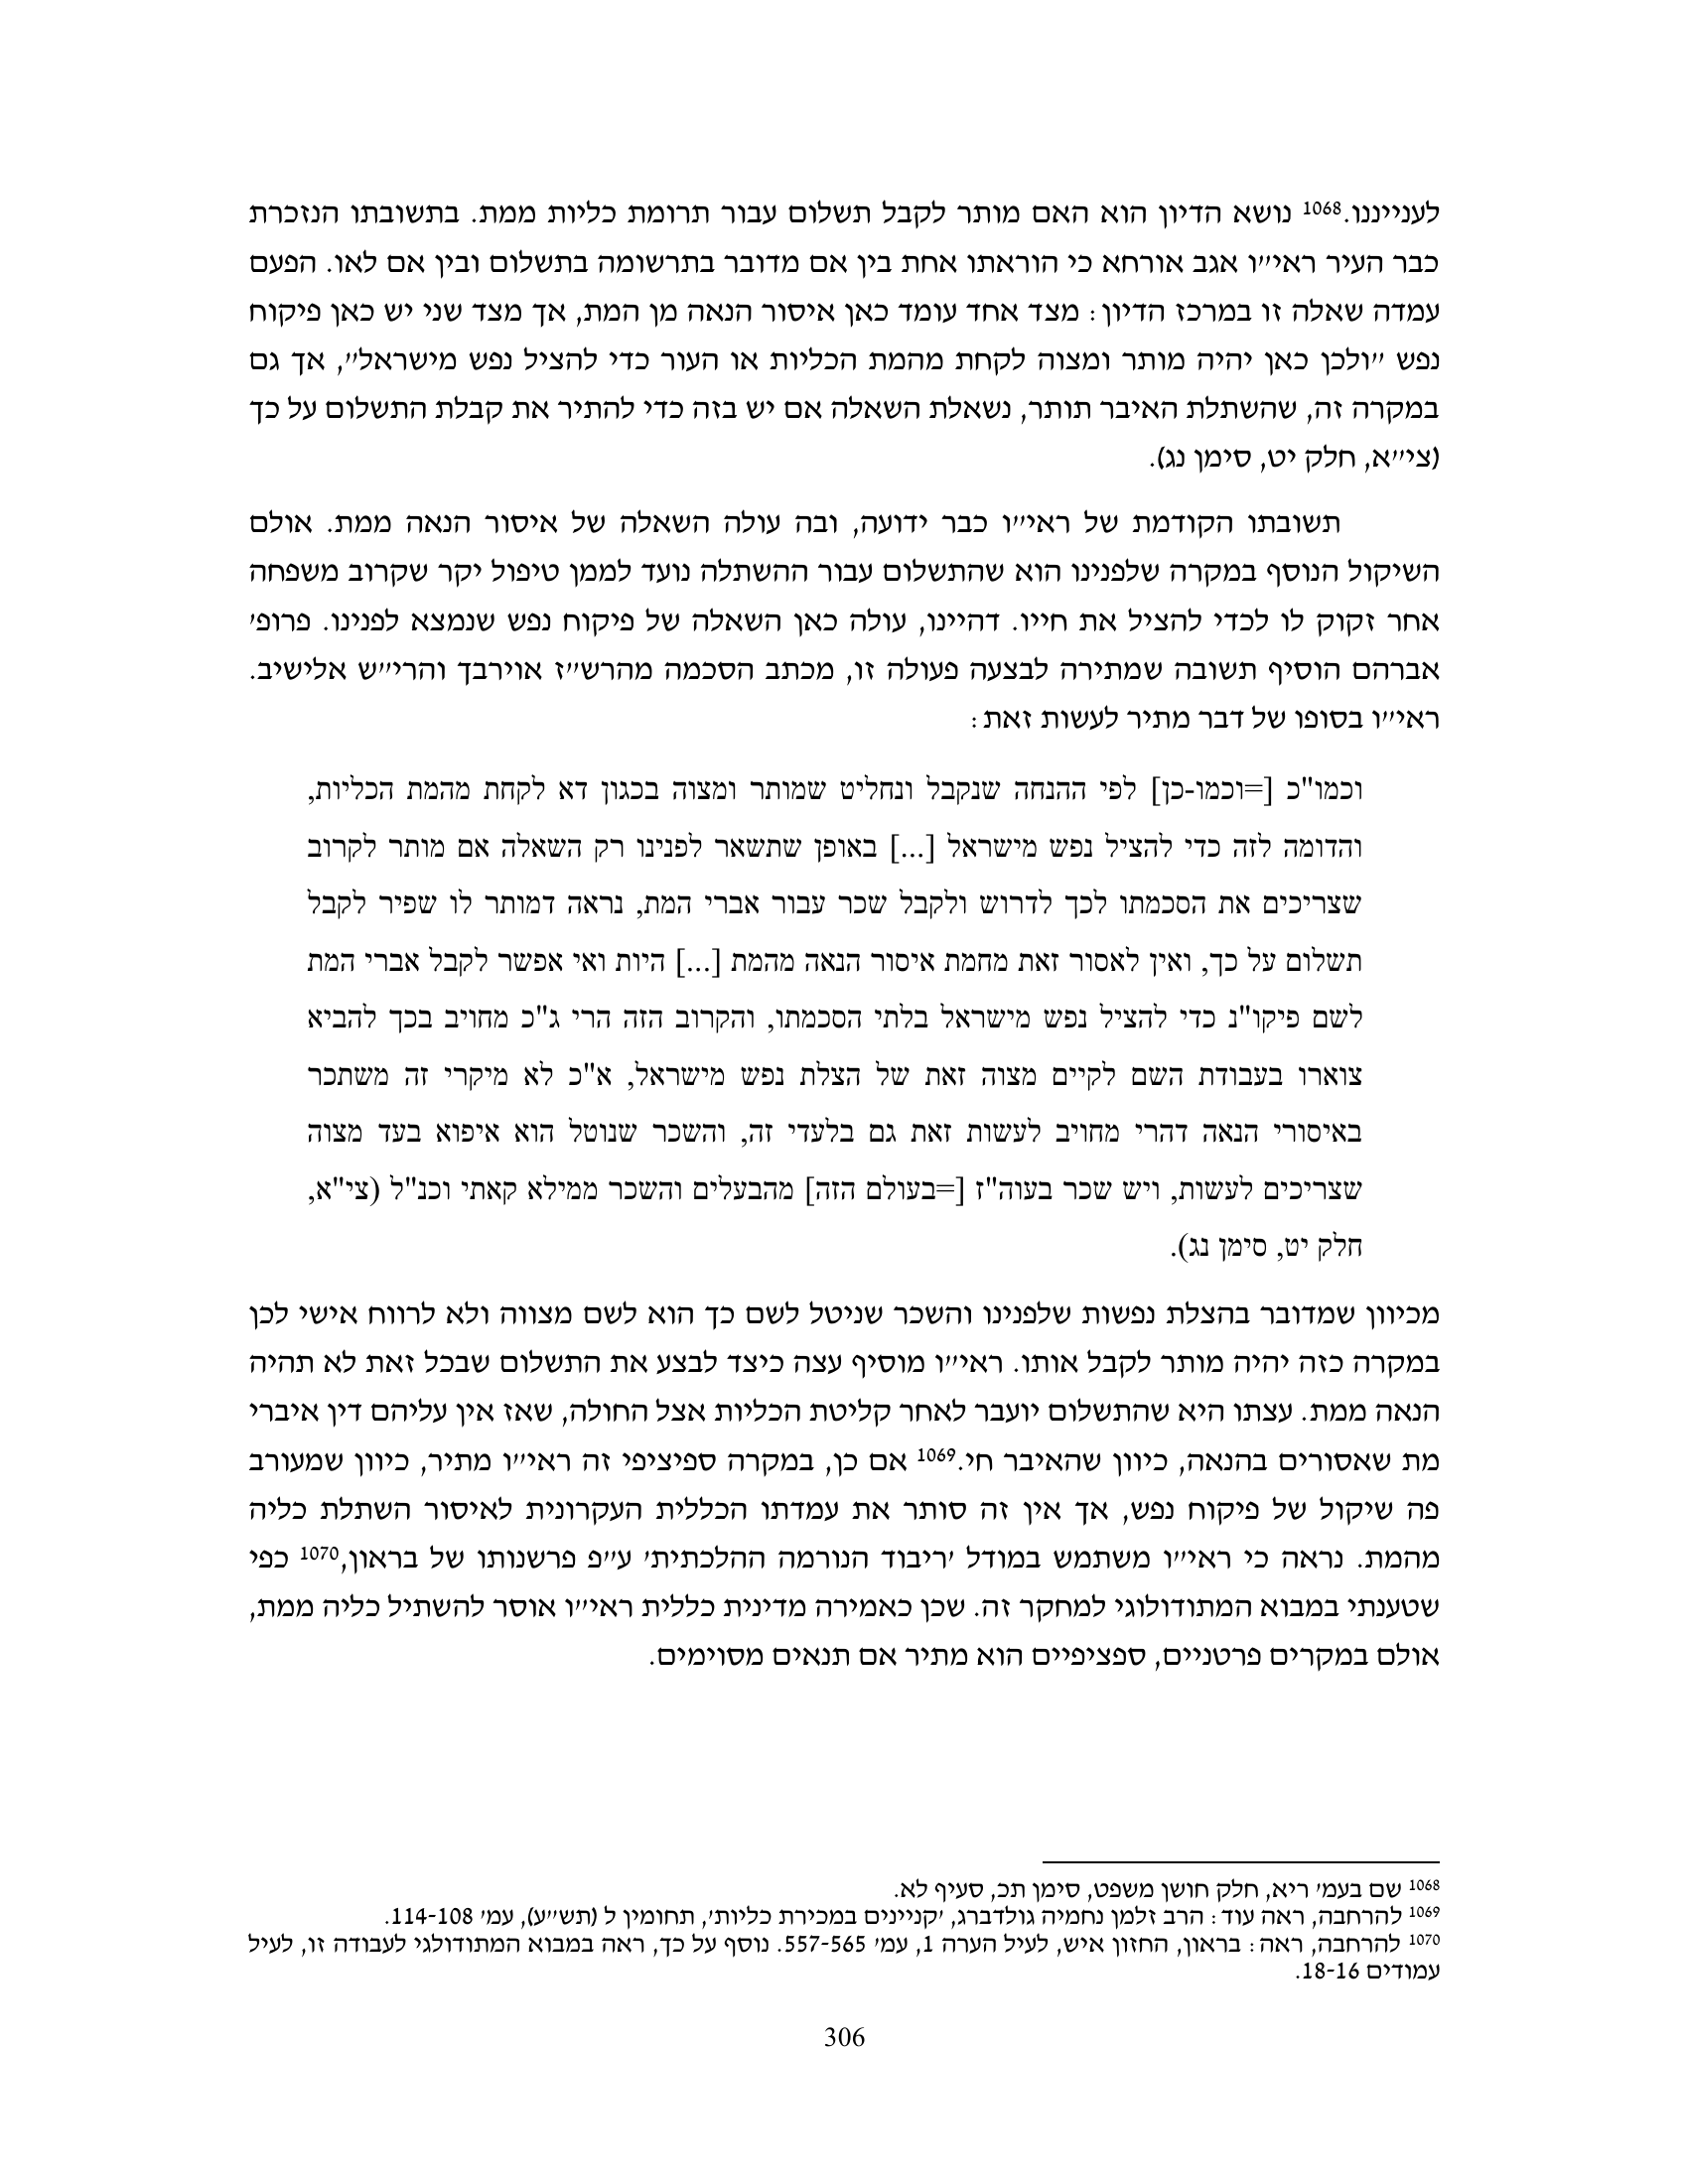 לענייננו.1068 נושא הדיון הוא האם מותר לקבל תשלום עבור תרומת כליות ממת. בתשובתו הנזכרת
כבר העיר ראי״ו אגב אורחא כי הוראתו אחת בין אם מדובר בתרשומה בתשלום ובין אם לאו. הפעם
עמדה שאלה זו במרכז הדיון: מצד אחד עומד כאן איסור הנאה מן המת, אך מצד שני יש כאן פיקוח
נפש ״ולכן כאן יהיה מותר ומצוה לקחת מהמת הכליות או העור כדי להציל נפש מישראל״, אך גם
במקרה זה, שהשתלת האיבר תותר, נשאלת השאלה אם יש בזה כדי להתיר את קבלת התשלום על כך
(צי״א, חלק יט, סימן נג).
תשובתו הקודמת של ראי״ו כבר ידועה, ובה עולה השאלה של איסור הנאה ממת. אולם
השיקול הנוסף במקרה שלפנינו הוא שהתשלום עבור ההשתלה נועד לממן טיפול יקר שקרוב משפחה
אחר זקוק לו לכדי להציל את חייו. דהיינו, עולה כאן השאלה של פיקוח נפש שנמצא לפנינו. פרופ׳
אברהם הוסיף תשובה שמתירה לבצעה פעולה זו, מכתב הסכמה מהרש״ז אוירבך והרי״ש אלישיב.
ראי״ו בסופו של דבר מתיר לעשות זאת:
וכמו"כ [=וכמו-כן] לפי ההנחה שנקבל ונחליט שמותר ומצוה בכגון דא לקחת מהמת הכליות,
והדומה לזה כדי להציל נפש מישראל [...] באופן שתשאר לפנינו רק השאלה אם מותר לקרוב
שצריכים את הסכמתו לכך לדרוש ולקבל שכר עבור אברי המת, נראה דמותר לו שפיר לקבל
תשלום על כך, ואין לאסור זאת מחמת איסור הנאה מהמת [...] היות ואי אפשר לקבל אברי המת
לשם פיקו"נ כדי להציל נפש מישראל בלתי הסכמתו, והקרוב הזה הרי ג"כ מחויב בכך להביא
צוארו בעבודת השם לקיים מצוה זאת של הצלת נפש מישראל, א"כ לא מיקרי זה משתכר
באיסורי הנאה דהרי מחויב לעשות זאת גם בלעדי זה, והשכר שנוטל הוא איפוא בעד מצוה
שצריכים לעשות, ויש שכר בעוה"ז [=בעולם הזה] מהבעלים והשכר ממילא קאתי וכנ"ל (צי"א,
חלק יט, סימן נג).
מכיוון שמדובר בהצלת נפשות שלפנינו והשכר שניטל לשם כך הוא לשם מצווה ולא לרווח אישי לכן
במקרה כזה יהיה מותר לקבל אותו. ראי״ו מוסיף עצה כיצד לבצע את התשלום שבכל זאת לא תהיה
הנאה ממת. עצתו היא שהתשלום יועבר לאחר קליטת הכליות אצל החולה, שאז אין עליהם דין איברי
מת שאסורים בהנאה, כיוון שהאיבר חי.1069 אם כן, במקרה ספיציפי זה ראי״ו מתיר, כיוון שמעורב
פה שיקול של פיקוח נפש, אך אין זה סותר את עמדתו הכללית העקרונית לאיסור השתלת כליה
מהמת. נראה כי ראי״ו משתמש במודל ׳ריבוד הנורמה ההלכתית׳ ע״פ פרשנותו של בראון,1070 כפי
שטענתי במבוא המתודולוגי למחקר זה. שכן כאמירה מדינית כללית ראי״ו אוסר להשתיל כליה ממת,
אולם במקרים פרטניים, ספציפיים הוא מתיר אם תנאים מסוימים.
1068 שם בעמ׳ ריא, חלק חושן משפט, סימן תכ, סעיף לא.
1069 להרחבה, ראה עוד: הרב זלמן נחמיה גולדברג, ׳קניינים במכירת כליות׳, תחומין ל (תש״ע), עמ׳ 114-108.
1070 להרחבה, ראה: בראון, החזון איש, לעיל הערה 1, עמ׳ 557-565. נוסף על כך, ראה במבוא המתודולגי לעבודה זו, לעיל
עמודים 18-16.
306